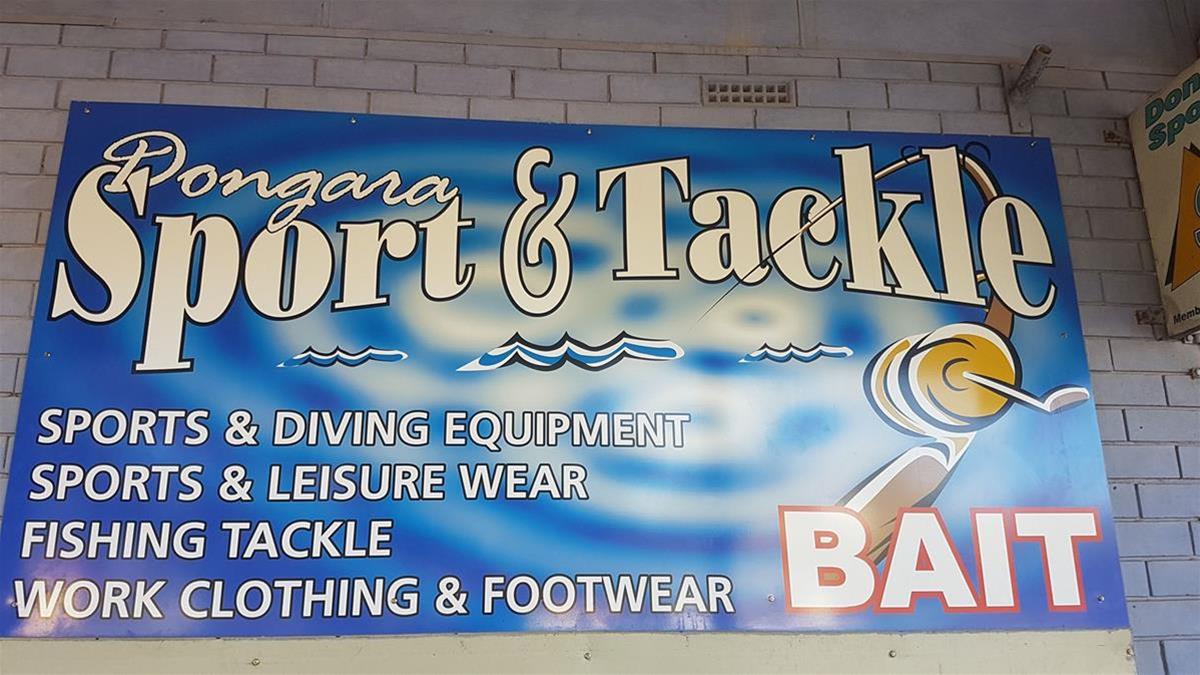 Dongara
Sport & Tackle
SPORTS & DIVING EQUIPMENT
SPORTS & LEISURE WEAR
FISHING TACKLE
WORK CLOTHING & FOOTWEAR
BAIT